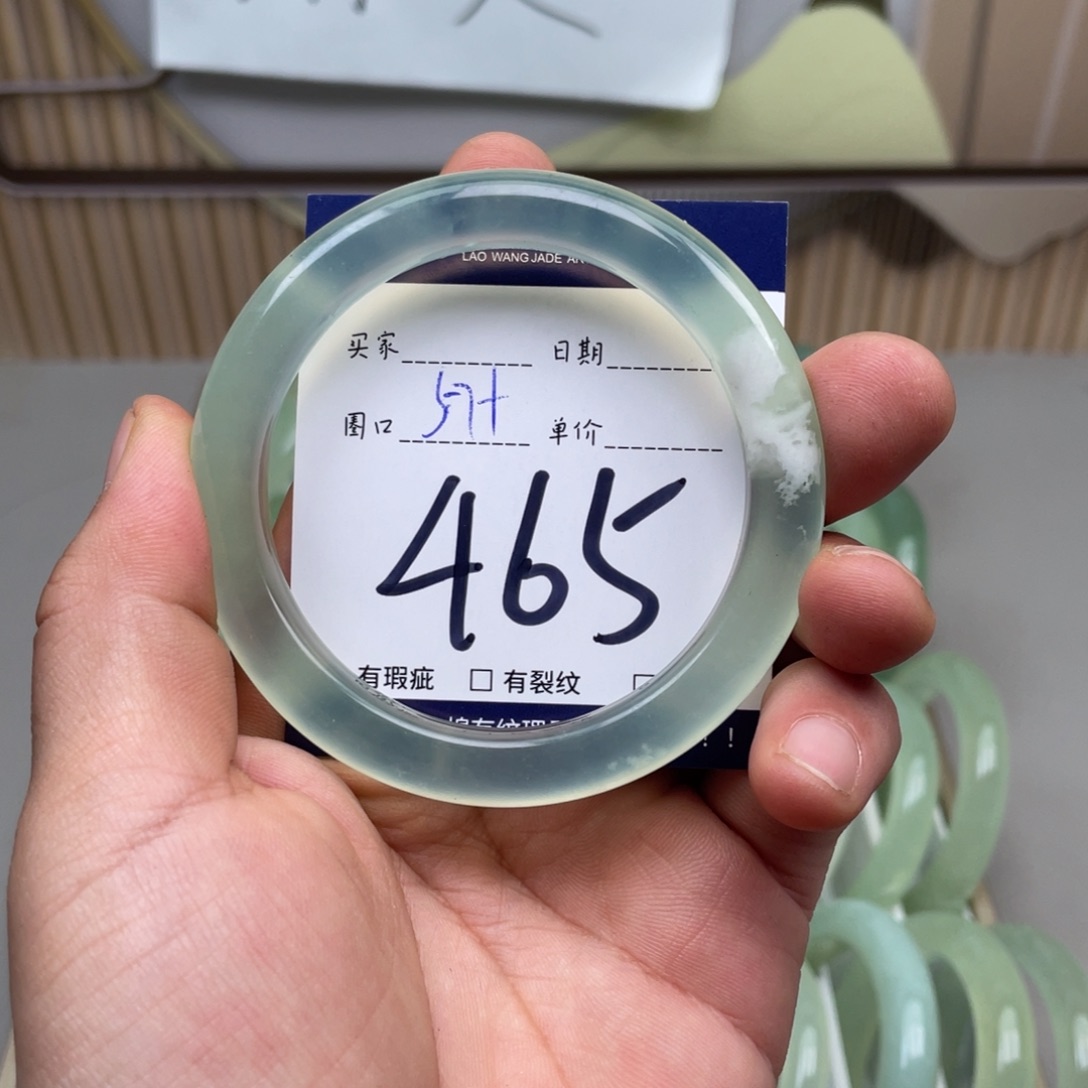 LAO WANG JADE
买家 日期
圈口 57+ 单价
465
有瑕疵 □ 有裂纹 □
!!